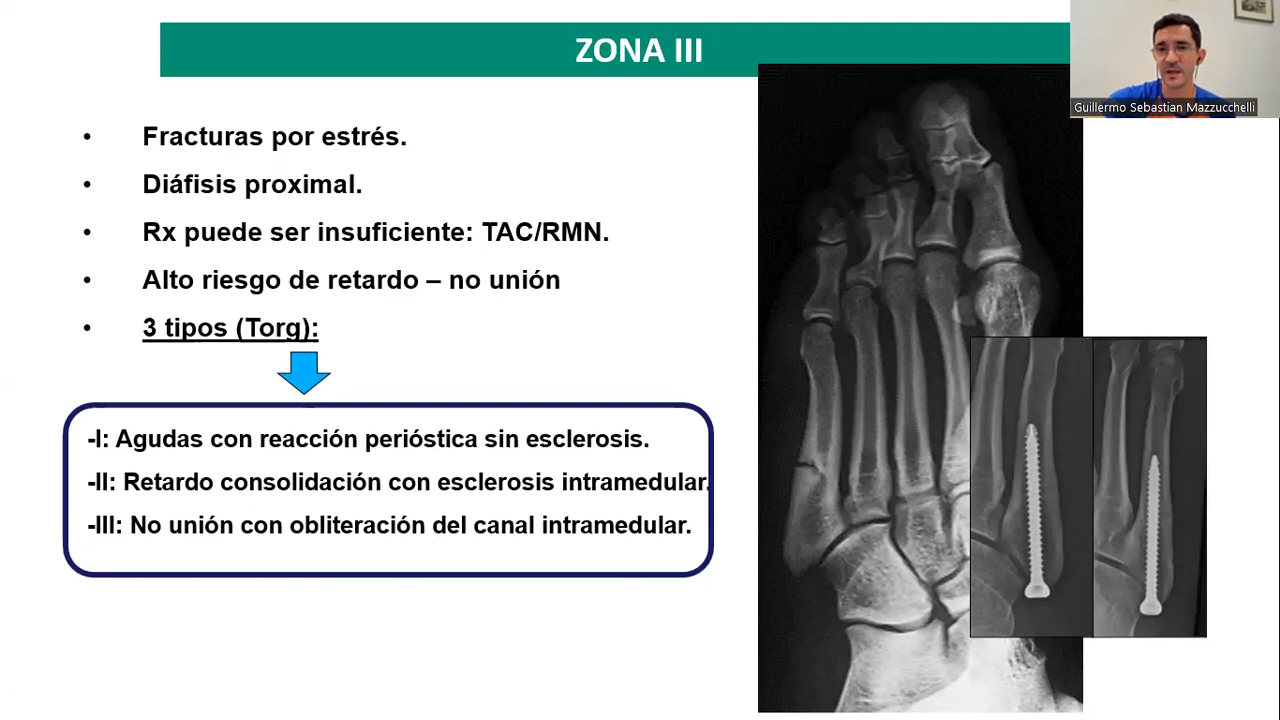 ZONA III
Guillermo Sebastian Mazzucchelli
• Fracturas por estrés.
• Diáfisis proximal.
• Rx puede ser insuficiente: TAC/RMN.
• Alto riesgo de retardo – no unión
• 3 tipos (Torg):
-I: Agudas con reacción perióstica sin esclerosis.
-II: Retardo consolidación con esclerosis intramedular.
-III: No unión con obliteración del canal intramedular.